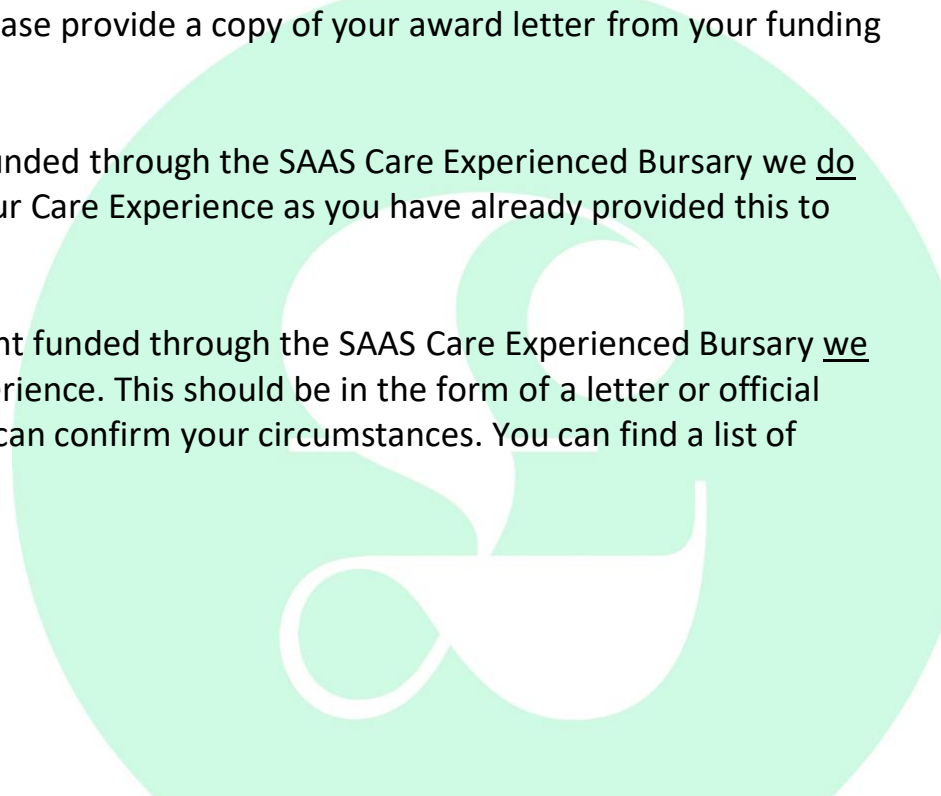 ase provide a copy of your award letter from your funding
unded through the SAAS Care Experienced Bursary we do
ur Care Experience as you have already provided this to
nt funded through the SAAS Care Experienced Bursary we
erience. This should be in the form of a letter or official
can confirm your circumstances. You can find a list of